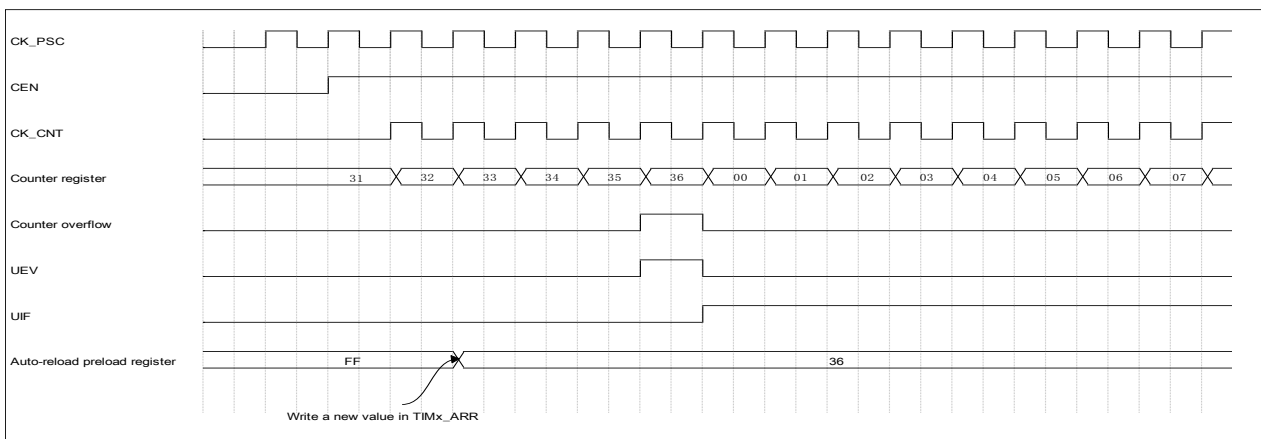 CK_PSC
CEN
CK_CNT
Counter register 31 32 33 34 35 36 00 01 02 03 04 05 06 07
Counter overflow
UEV
UIF
Auto-reload preload register FF 36
Write a new value in TIMx_ARR